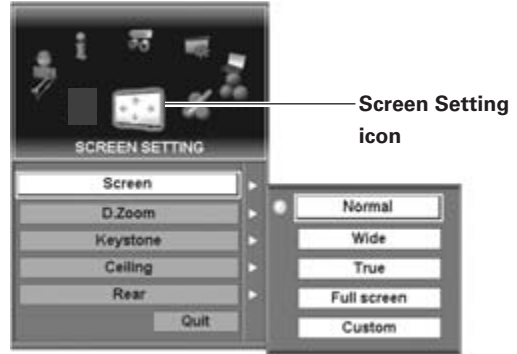 Screen Setting
icon
SCREEN SETTING
Screen
D.Zoom
Keystone
Ceiling
Rear
Quit
Normal
Wide
True
Full screen
Custom